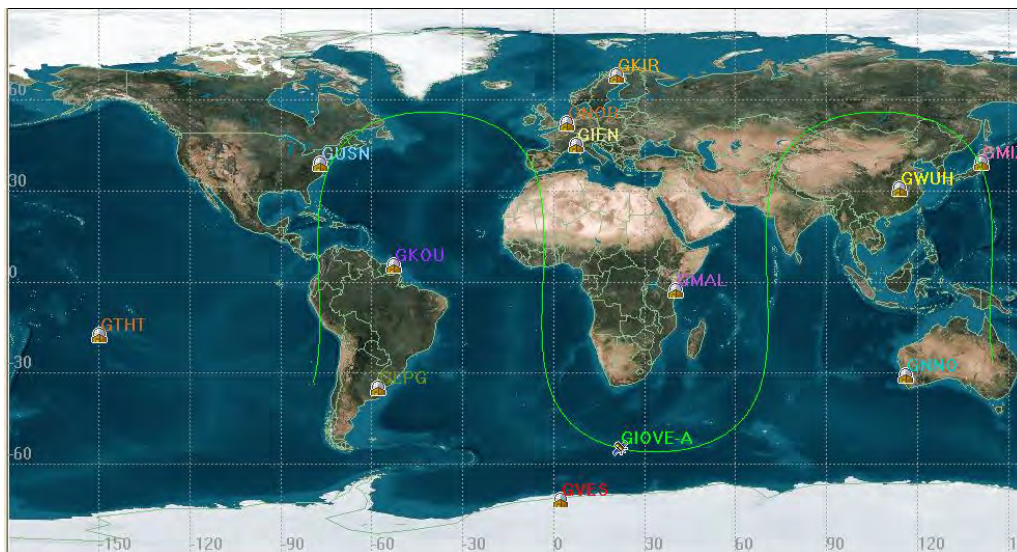 GKIR
60
GIEN
GUSN
GMIZ
GWUH
30
GKOU
0
GMAL
GTHT
-30
GNNO
GLPG
GIOVE-A
-60
GVES
-150
-120
-90
-60
-30
0
30
60
90
120